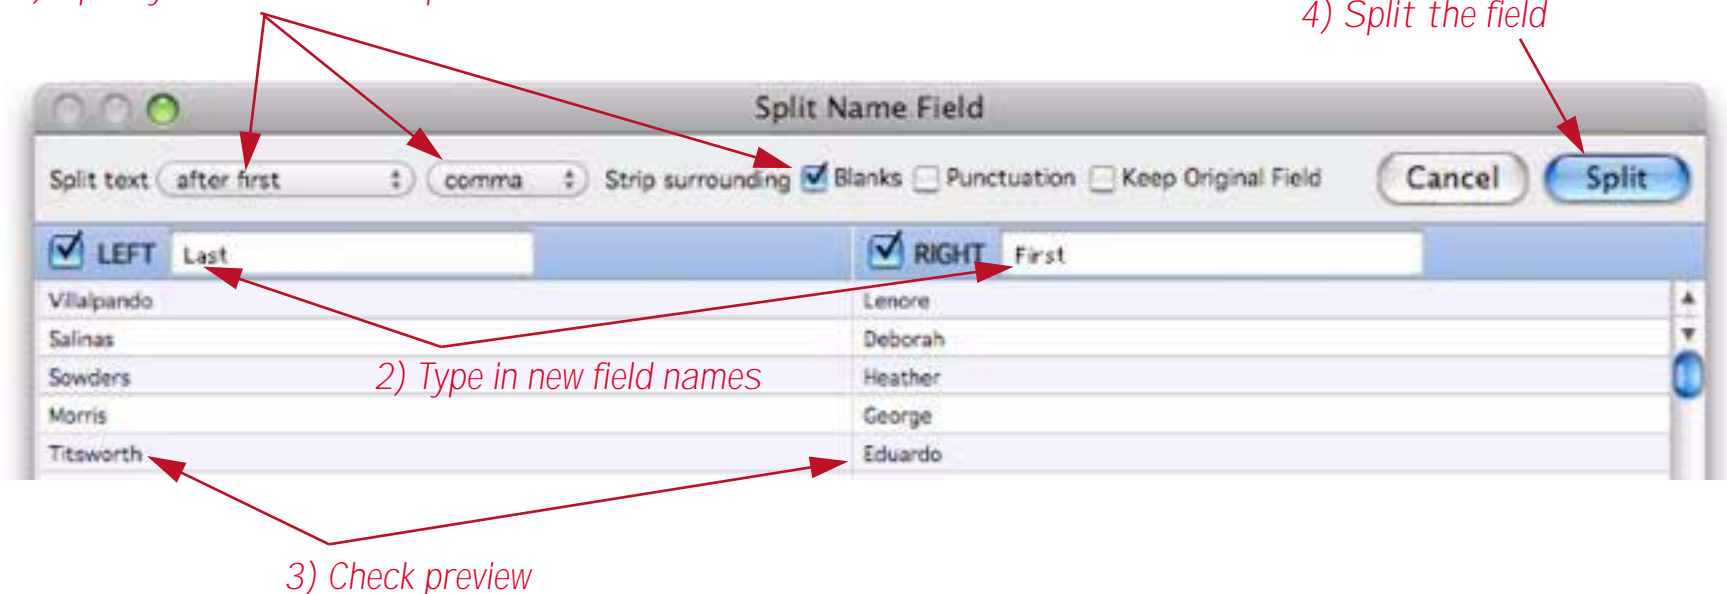 4) Split the field
Split Name Field
Split text after first comma Strip surrounding Blanks Punctuation Keep Original Field Cancel Split
LEFT Last RIGHT First
Villalpando Lenore
Salinas Deborah
Sowders Heather
2) Type in new field names
Morris George
Titsworth Eduardo
3) Check preview